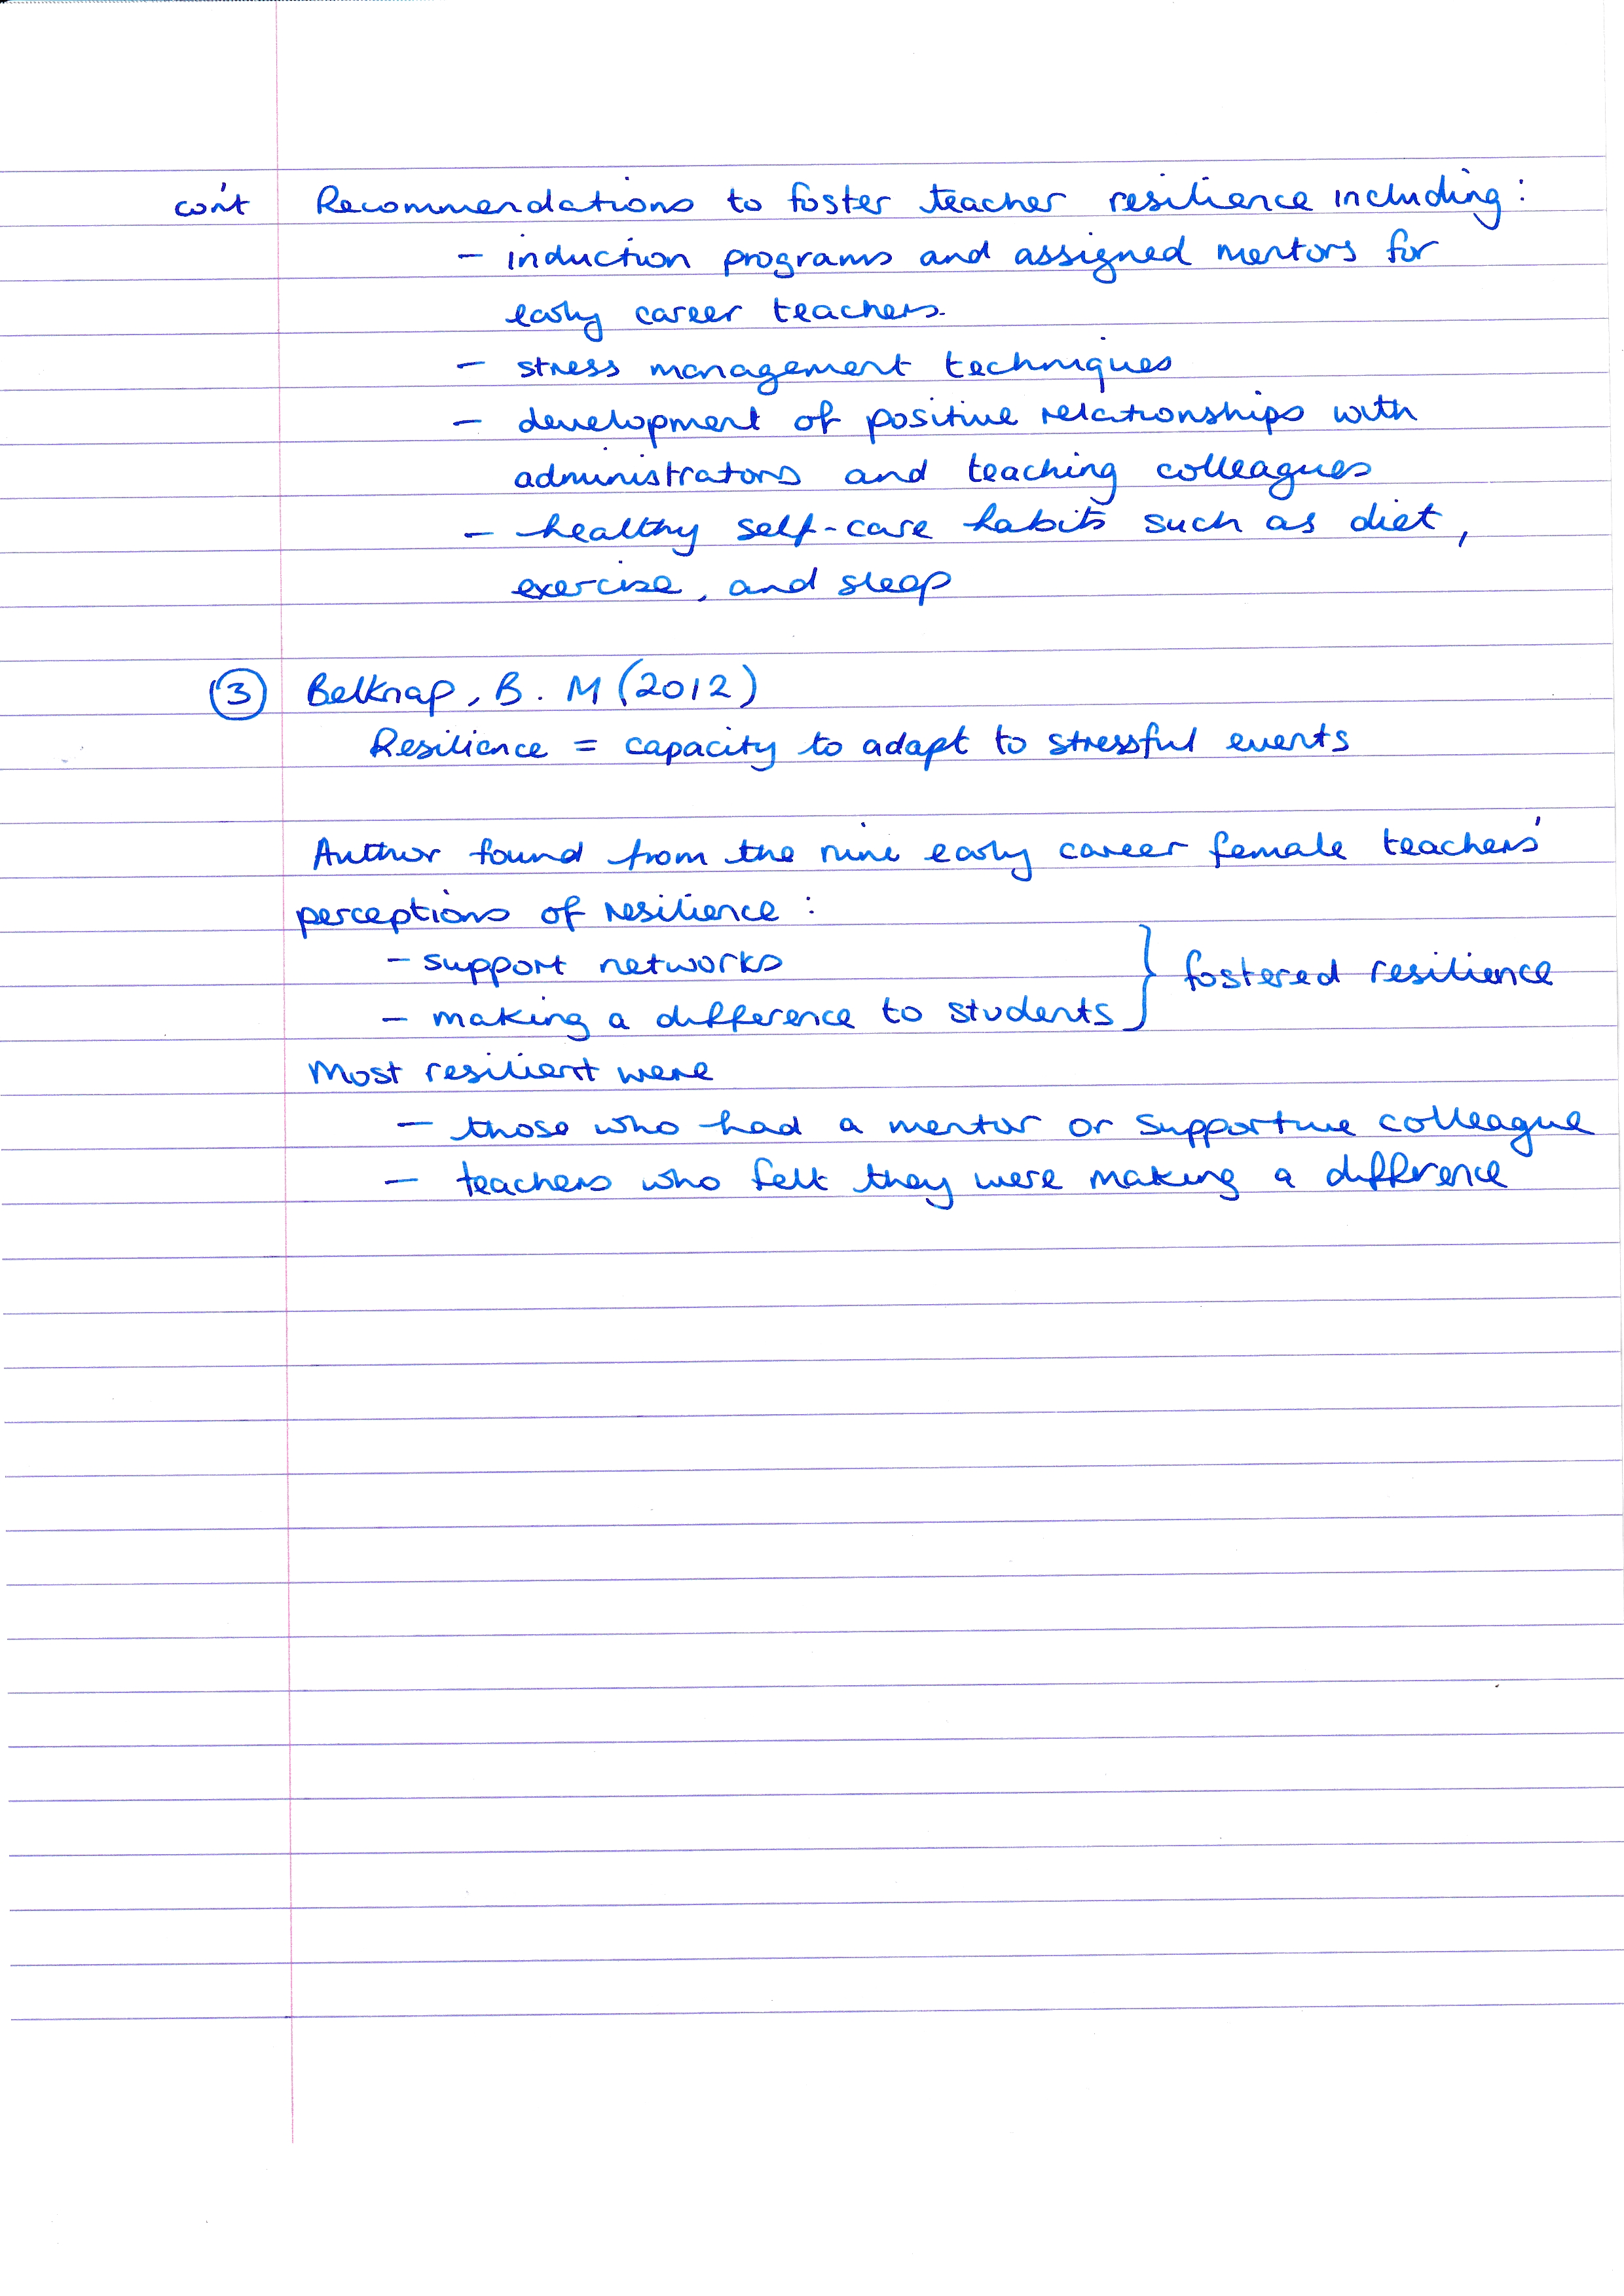 con't Recommendations to foster teacher resilience including:
- induction programs and assigned mentors for
early career teachers.
- stress management techniques
- development of positive relationships with
administrators and teaching colleagues
- healthy self-care habits such as diet,
exercise, and sleep
3 Belknap, B. M (2012)
Resilience = capacity to adapt to stressful events
Author found from the nine early career female teachers'
perceptions of resilience:
- support networks
- making a difference to students } fostered resilience
Most resilient were
- those who had a mentor or supportive colleague
- teachers who felt they were making a difference